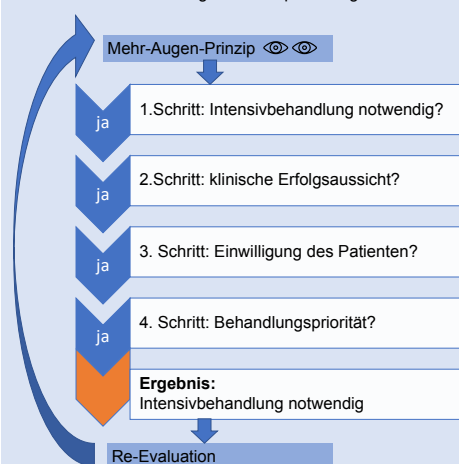 Mehr-Augen-Prinzip
ja
1.Schritt: Intensivbehandlung notwendig?
ja
2.Schritt: klinische Erfolgsaussicht?
ja
3. Schritt: Einwilligung des Patienten?
ja
4. Schritt: Behandlungspriorität?
Ergebnis:
Intensivbehandlung notwendig
Re-Evaluation